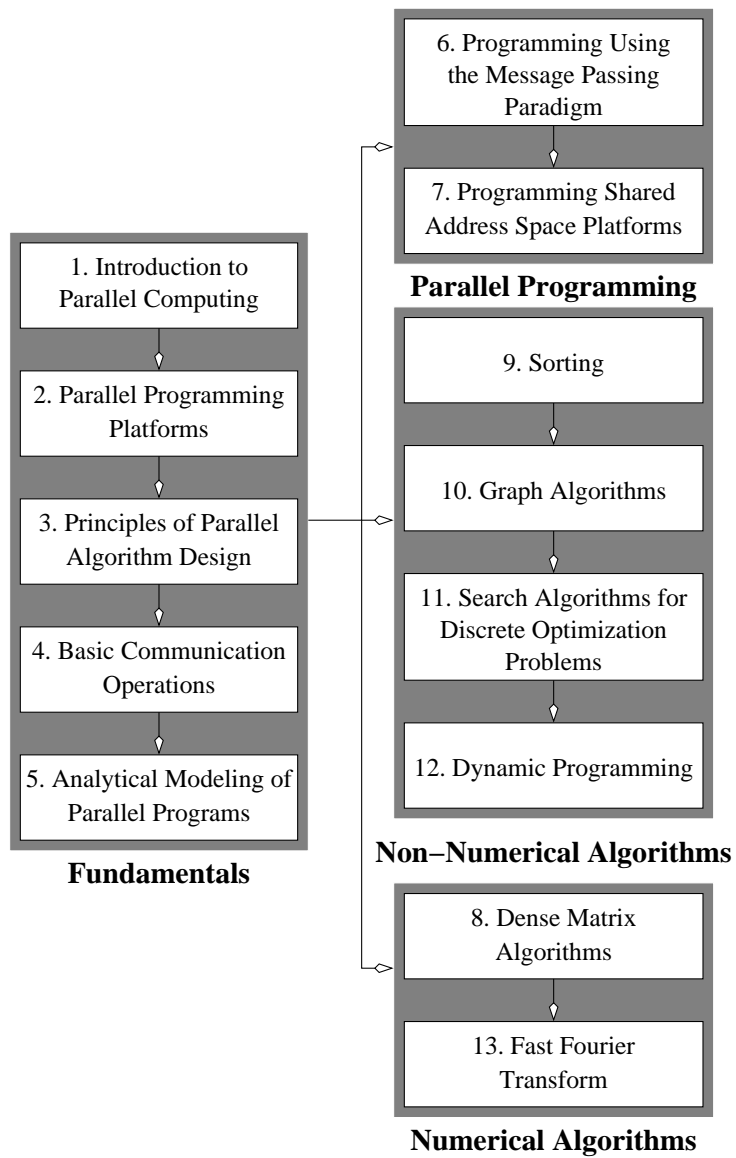 1. Introduction to
Parallel Computing
2. Parallel Programming
Platforms
3. Principles of Parallel
Algorithm Design
4. Basic Communication
Operations
5. Analytical Modeling of
Parallel Programs
Fundamentals
6. Programming Using
the Message Passing
Paradigm
7. Programming Shared
Address Space Platforms
Parallel Programming
9. Sorting
10. Graph Algorithms
11. Search Algorithms for
Discrete Optimization
Problems
12. Dynamic Programming
Non−Numerical Algorithms
8. Dense Matrix
Algorithms
13. Fast Fourier
Transform
Numerical Algorithms